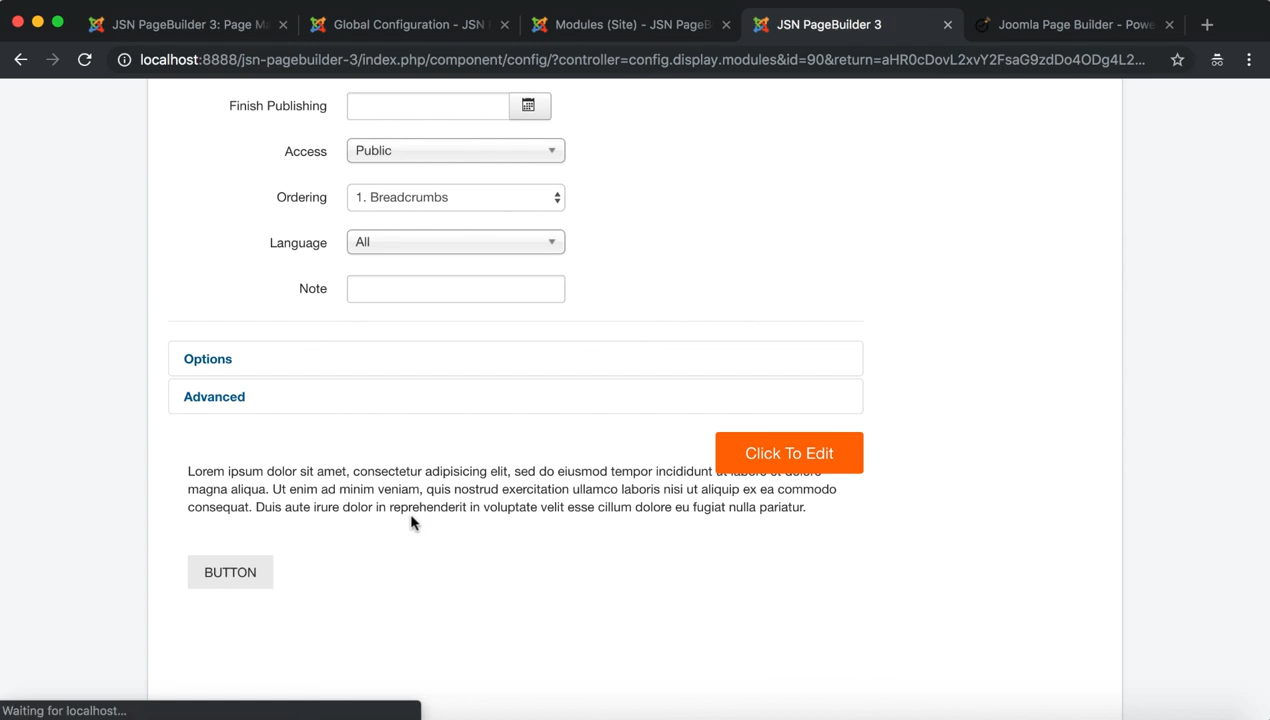 JSN PageBuilder 3: Page Ma
Global Configuration - JSN
Modules (Site) - JSN PageB
JSN PageBuilder 3
Joomla Page Builder - Powe
localhost:8888/jsn-pagebuilder-3/index.php/component/config/?controller=config.display.modules&id=90&return=aHR0cDovL2xvY2FsaG9zdDo4ODg4L2...
Finish Publishing
Access
Public
Ordering
1. Breadcrumbs
Language
All
Note
Options
Advanced
Click To Edit
Lorem ipsum dolor sit amet, consectetur adipisicing elit, sed do eiusmod tempor incididunt ut labore et dolore
magna aliqua. Ut enim ad minim veniam, quis nostrud exercitation ullamco laboris nisi ut aliquip ex ea commodo
consequat. Duis aute irure dolor in reprehenderit in voluptate velit esse cillum dolore eu fugiat nulla pariatur.
BUTTON
Waiting for localhost...